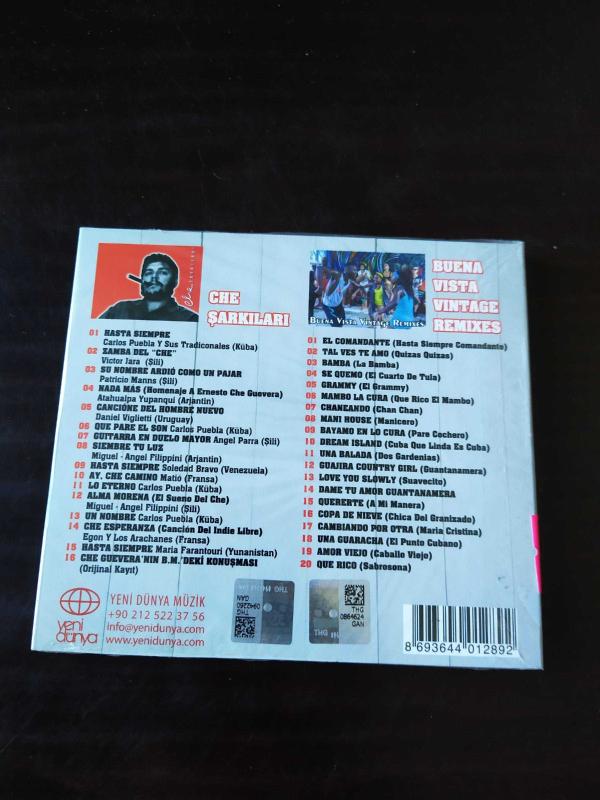 CHE
ŞARKILARI
01 HASTA SIEMPRE
Carlos Puebla Y Sus Tradiconales (Küba)
02 ZAMBA DEL "CHE"
Victor Iara (Şili)
03 SU NOMBRE ARDIÓ COMO UN PAJAR
Patricio Manns (Şili)
04 NADA MÁS (Homenaje A Ernesto Che Guevera)
Atahualpa Yupanqui (Arjantin)
05 CANCIÓNE DEL HOMBRE NUEVO
Daniel Viglietti (Uruguay)
06 QUE PARE EL SON Carlos Puebla (Küba)
07 GUITARRA EN DUELO MAYOR Angel Parra (Şili)
08 SIEMBRE TU LUZ
Miguel - Angel Filippini (Arjantin)
09 HASTA SIEMPRE Soledad Bravo (Venezuela)
10 AY, CHE CAMINO Matio (Fransa)
11 LO ETERNO Carlos Puebla (Küba)
12 ALMA MORENA (El Sueno Del Che)
Miguel - Angel Filippini (Şili)
13 UN NOMBRE Carlos Puebla (Küba)
14 CHE ESPERANZA (Canción Del Indie Libre)
Egon Y Los Arachanes (Fransa)
15 HASTA SIEMPRE Maria Farantouri (Yunanistan)
16 CHE GUEVERA'NIN B.M.'DEKİ KONUŞMASI
(Orijinal Kayıt)
Buena Vista Vintage Remixes
BUENA
VISTA
VINTAGE
REMIXES
01 EL COMANDANTE (Hasta Siempre Comandante)
02 TAL VES TE AMO (Quizas Quizas)
03 BAMBA (La Bamba)
04 SE QUEMO (El Cuarto De Tula)
05 GRAMMY (El Grammy)
06 MAMBO LA CURA (Que Rico El Mambo)
07 CHANEANDO (Chan Chan)
08 MANI HOUSE (Manicero)
09 BAYAMO EN LO CURA (Pare Cochero)
10 DREAM ISLAND (Cuba Que Linda Es Cuba)
11 UNA BALADA (Dos Gardenias)
12 GUAJIRA COUNTRY GIRL (Guantanamera)
13 LOVE YOU SLOWLY (Suavecito)
14 DAME TU AMOR GUANTANAMERA
15 QUERERTE (A Mi Manera)
16 COPA DE NIEVE (Chica Del Granizado)
17 CAMBIANDO POR OTRA (Maria Cristina)
18 UNA GUARACHA (El Punto Cubano)
19 AMOR VIEJO (Caballo Viejo)
20 QUE RICO (Sabrosona)
yeni
dünya
YENİ DÜNYA MÜZİK
+90 212 522 37 56
info@yenidunya.com
www.yenidunya.com
THG
0942260
GAN
THG
0864624
GAN
8 693644 012892